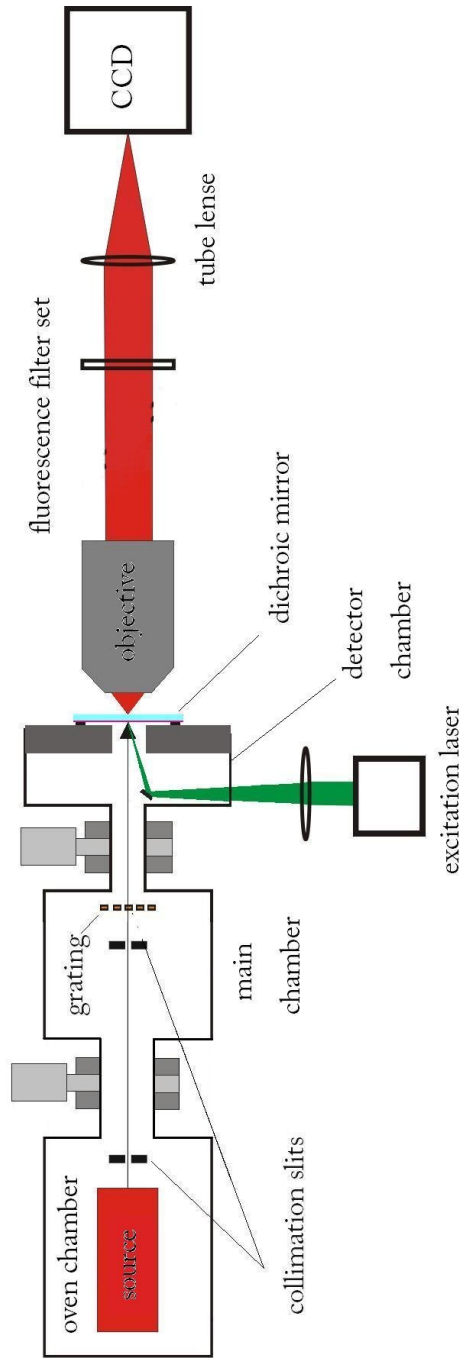 oven chamber
source
collimation slits
grating
main
chamber
objective
fluorescence filter set
tube lense
CCD
dichroic mirror
detector
chamber
excitation laser